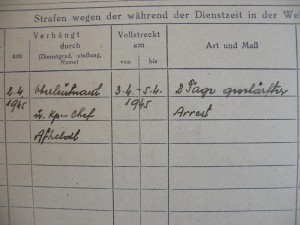 Strafen wegen der während der Dienstzeit in der We
Verhängt
durch
(Dienstgrad, -stellung,
Name)
am
Vollstreckt
am
von
bis
Art und Maß
2.4. Oberleutnant 3.4. - 5.4. 2 Tage geschärfter
1945 u. Kp.-Chef 1945 Arrest